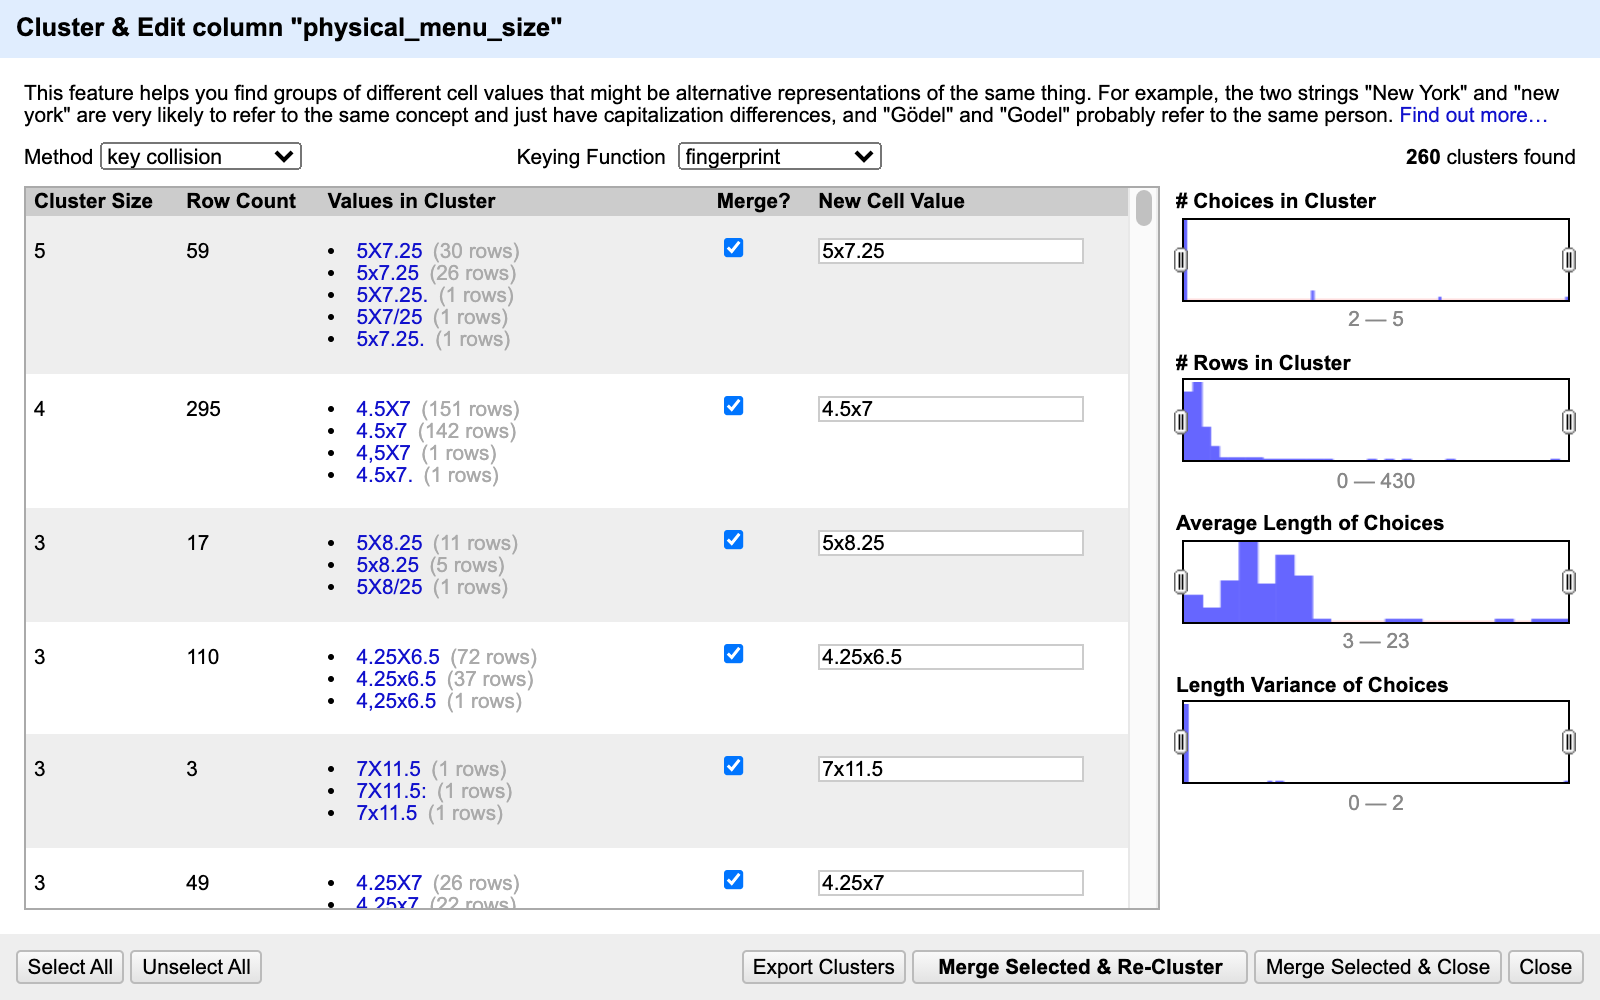 Cluster & Edit column "physical_menu_size"
This feature helps you find groups of different cell values that might be alternative representations of the same thing. For example, the two strings "New York" and "new
york" are very likely to refer to the same concept and just have capitalization differences, and "Gödel" and "Godel" probably refer to the same person. Find out more…
Method key collision Keying Function fingerprint 260 clusters found
Cluster Size Row Count Values in Cluster Merge? New Cell Value
5 59 • 5X7.25 (30 rows) 5x7.25
• 5x7.25 (26 rows)
• 5X7.25. (1 rows)
• 5X7/25 (1 rows)
• 5x7.25. (1 rows)
4 295 • 4.5X7 (151 rows) 4.5x7
• 4.5x7 (142 rows)
• 4,5X7 (1 rows)
• 4.5x7. (1 rows)
3 17 • 5X8.25 (11 rows) 5x8.25
• 5x8.25 (5 rows)
• 5X8/25 (1 rows)
3 110 • 4.25X6.5 (72 rows) 4.25x6.5
• 4.25x6.5 (37 rows)
• 4,25x6.5 (1 rows)
3 3 • 7X11.5 (1 rows) 7x11.5
• 7X11.5: (1 rows)
• 7x11.5 (1 rows)
3 49 • 4.25X7 (26 rows) 4.25x7
• 4.25x7 (22 rows)
# Choices in Cluster
2 — 5
# Rows in Cluster
0 — 430
Average Length of Choices
3 — 23
Length Variance of Choices
0 — 2
Select All Unselect All Export Clusters Merge Selected & Re-Cluster Merge Selected & Close Close